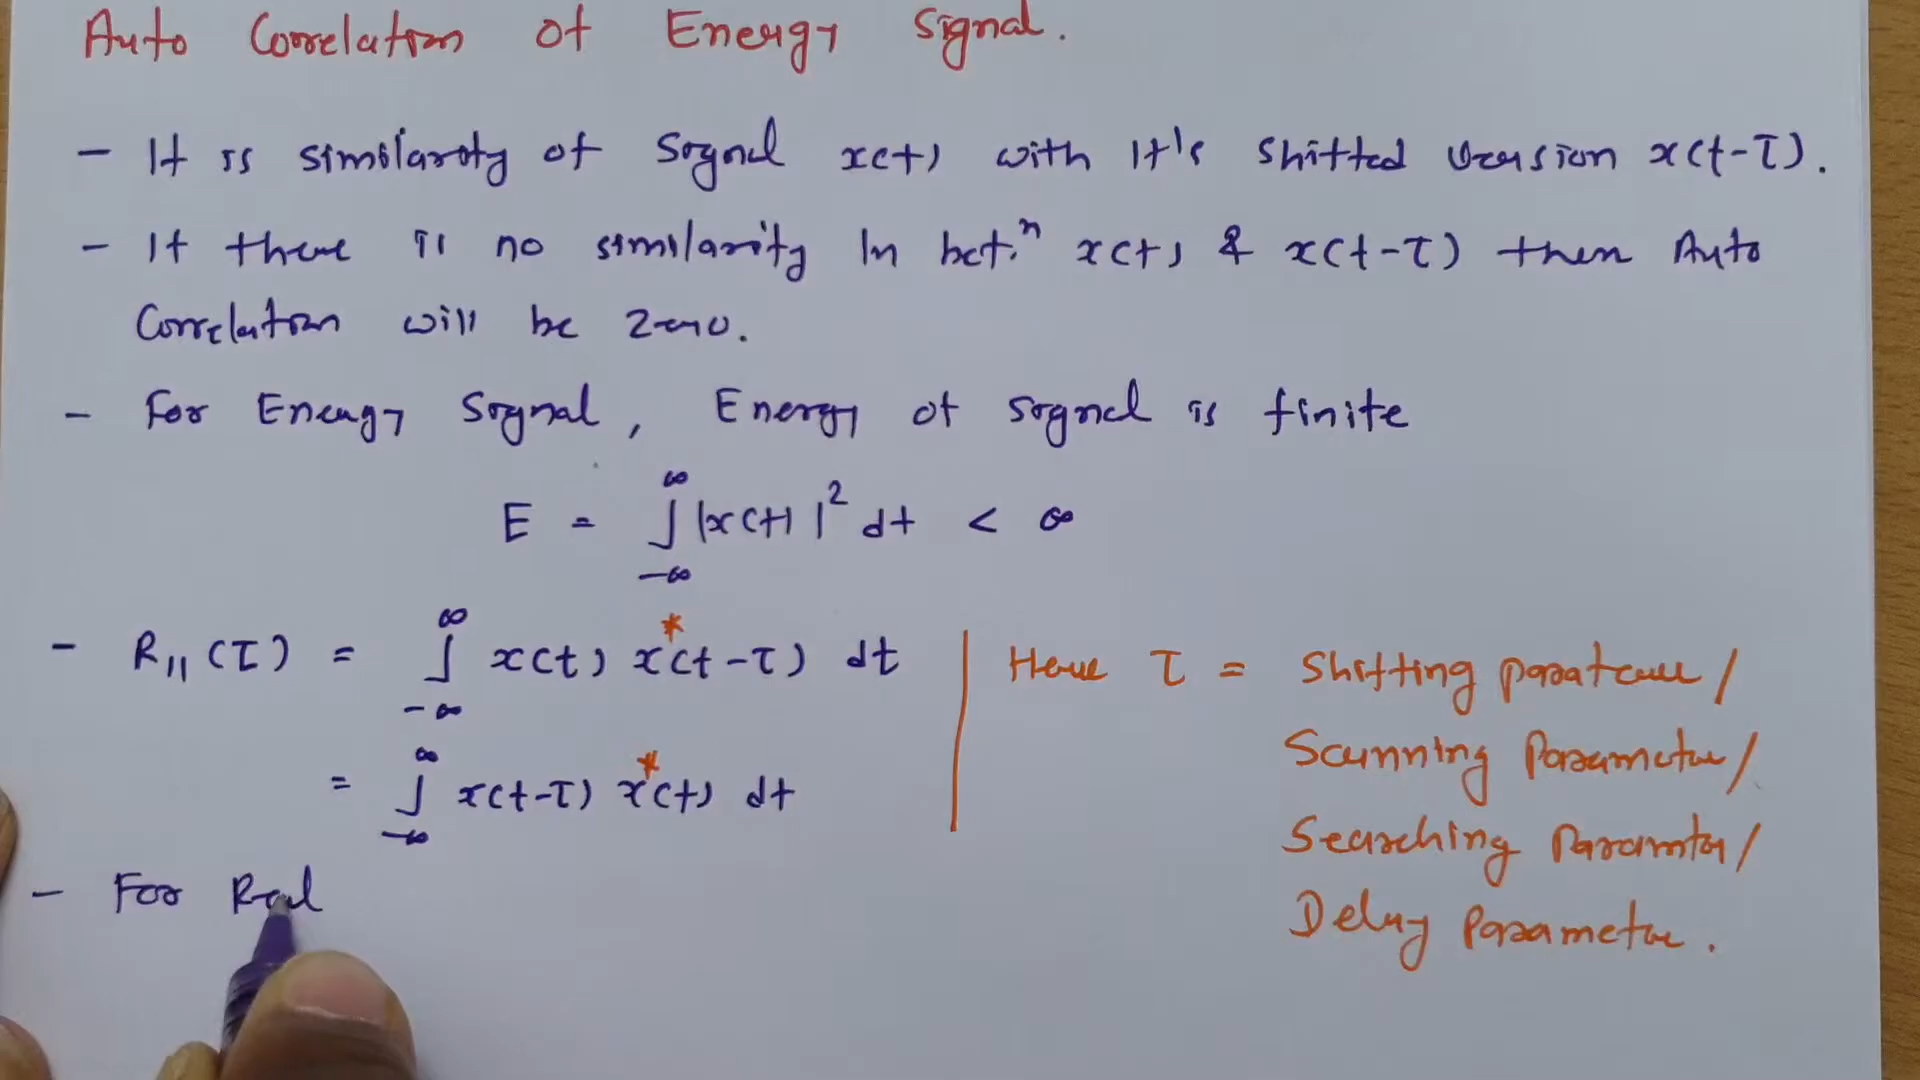 Auto Correlation of Energy Signal.
- It is similarity of Signal x(t) with it's shifted version x(t-τ).
- If there is no similarity in betⁿ x(t) & x(t-τ) then Auto
Correlation will be zero.
- For Energy Signal, Energy of signal is finite
E = ∫_{-∞}^{∞} |x(t)|² dt < ∞
- R₁₁(τ) = ∫_{-∞}^{∞} x(t) x*(t-τ) dt
= ∫_{-∞}^{∞} x(t-τ) x*(t) dt
Here τ = Shifting /
Scanning Parameter/
Searching Paramter/
Delay Parameter.
- For Real